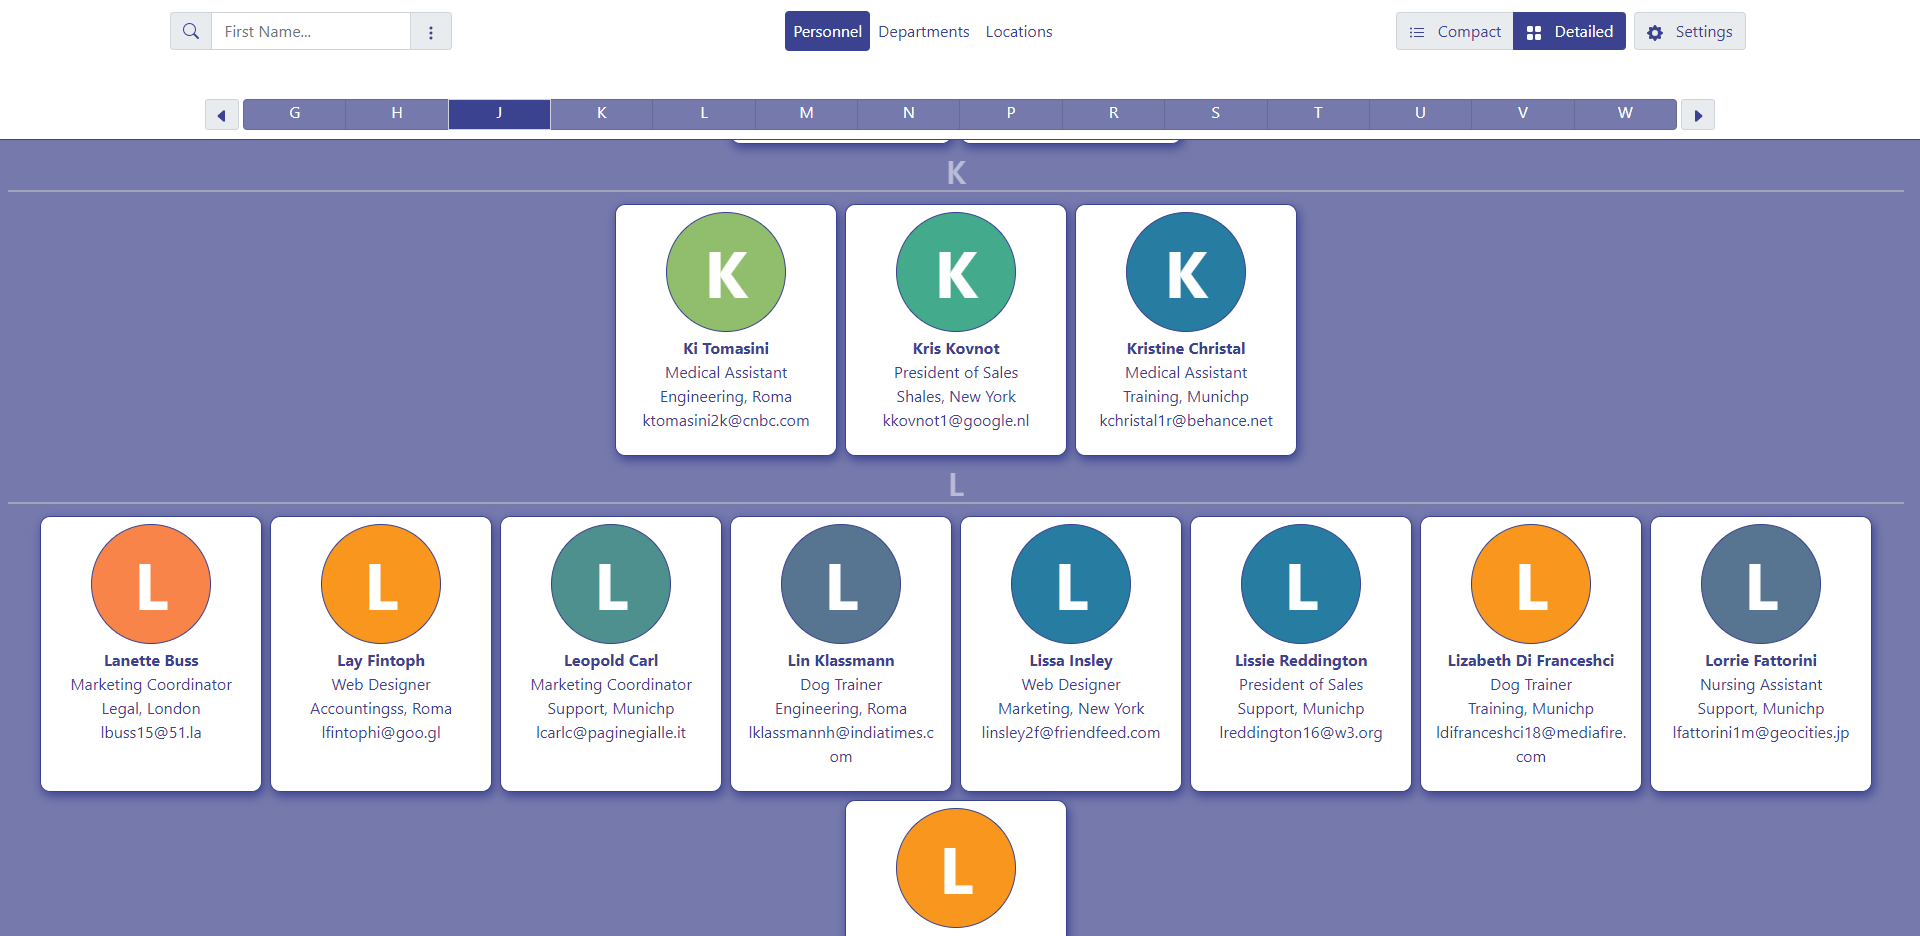 First Name...
Personnel Departments Locations
Compact Detailed Settings
G H J K L M N P R S T U V W
K
K K K
Ki Tomasini Kris Kovnot Kristine Christal
Medical Assistant President of Sales Medical Assistant
Engineering, Roma Shales, New York Training, Munichp
ktomasini2k@cnbc.com kkovnot1@google.nl kchristal1r@behance.net
L
L L L L L L L L
Lanette Buss Lay Fintoph Leopold Carl Lin Klassmann Lissa Insley Lissie Reddington Lizabeth Di Franceshci Lorrie Fattorini
Marketing Coordinator Web Designer Marketing Coordinator Dog Trainer Web Designer President of Sales Dog Trainer Nursing Assistant
Legal, London Accountingss, Roma Support, Munichp Engineering, Roma Marketing, New York Support, Munichp Training, Munichp Support, Munichp
lbuss15@51.la lfintophi@goo.gl lcarlc@paginegialle.it lklassmannh@indiatimes.c linsley2f@friendfeed.com lreddington16@w3.org ldifranceshci18@mediafire. lfattorini1m@geocities.jp
om com
L